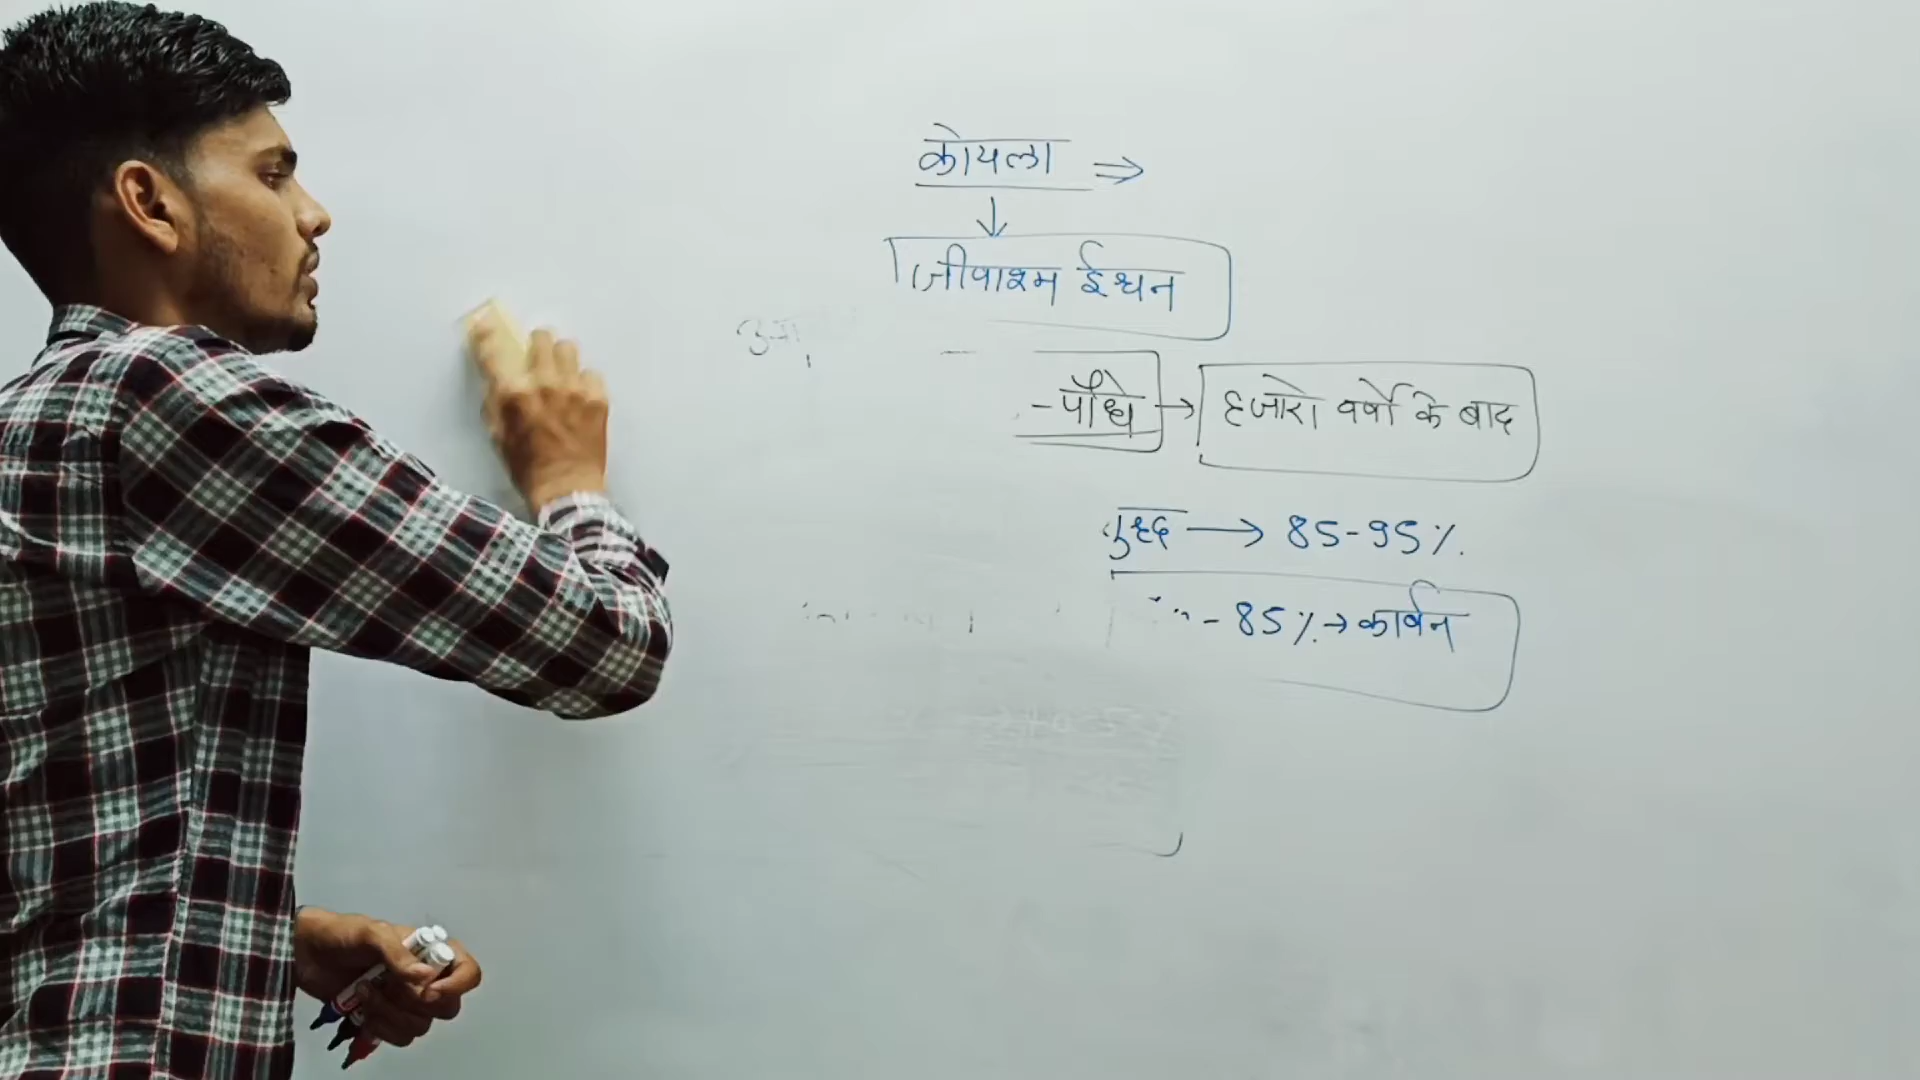 कोयला ⇒
↓
जीवाश्म ईंधन
-पौधे → हजारो वर्षो के बाद
→ 85-95%
- 85% → कार्बन